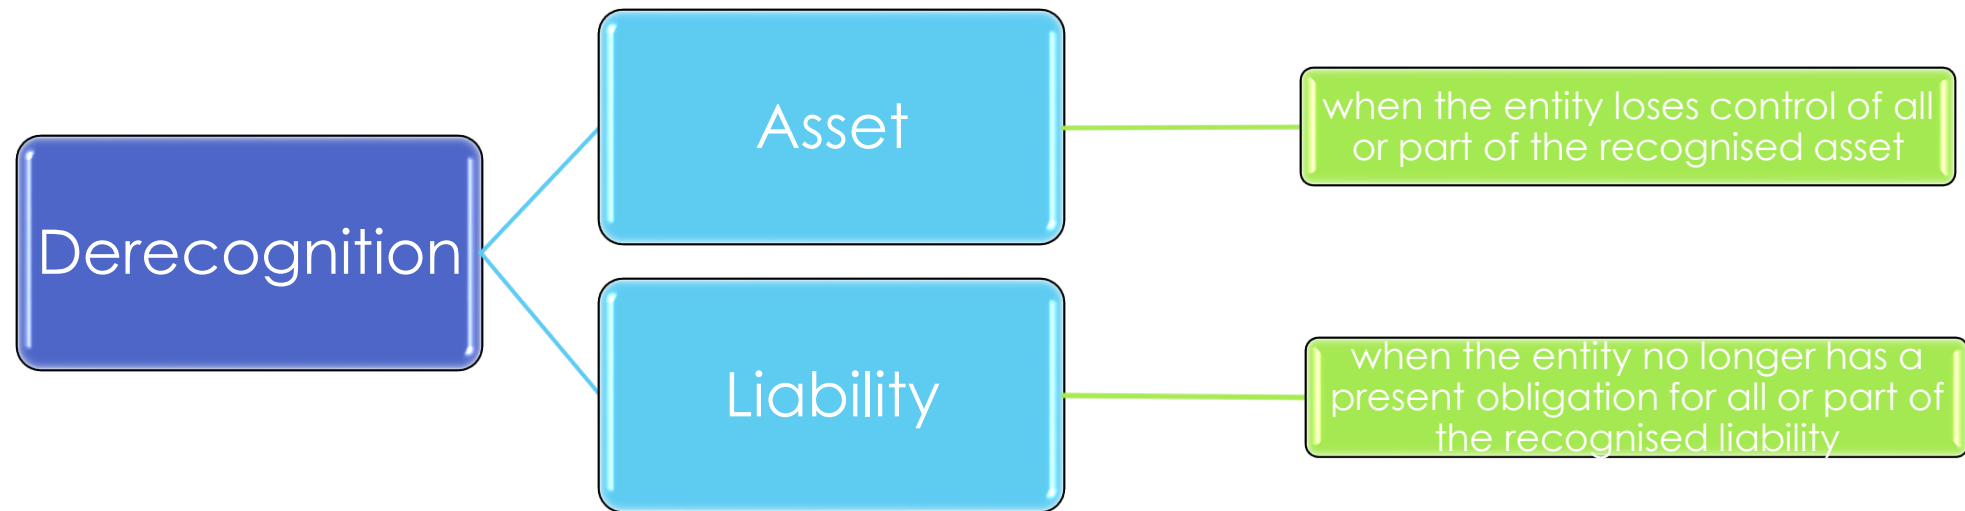 Derecognition
Asset
when the entity loses control of all
or part of the recognised asset
Liability
when the entity no longer has a
present obligation for all or part of
the recognised liability